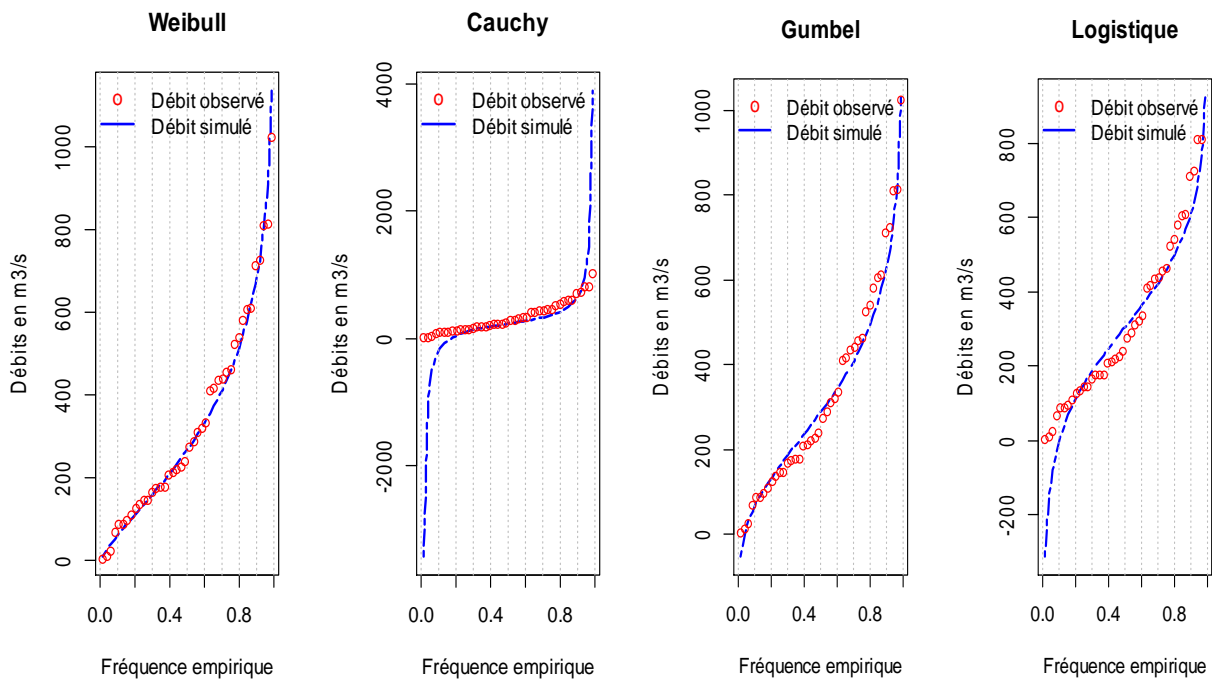 Weibull
Débit observé
Débit simulé
Débits en m3/s
0
200
400
600
800
1000
0.0
0.4
0.8
Fréquence empirique
Cauchy
Débit observé
Débit simulé
Débits en m3/s
-2000
0
2000
4000
0.0
0.4
0.8
Fréquence empirique
Gumbel
Débit observé
Débit simulé
Débits en m3/s
0
200
400
600
800
1000
0.0
0.4
0.8
Fréquence empirique
Logistique
Débit observé
Débit simulé
Débits en m3/s
-200
0
200
400
600
800
0.0
0.4
0.8
Fréquence empirique